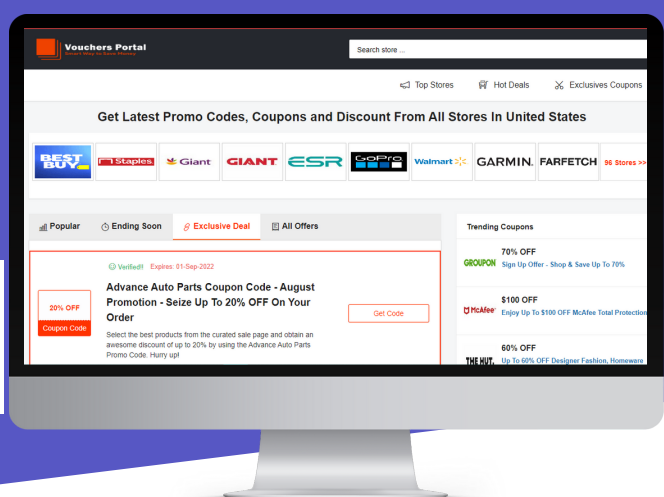 Vouchers Portal
Smart Way to Save Money
Search store ...
Top Stores
Hot Deals
Exclusives Coupons
Get Latest Promo Codes, Coupons and Discount From All Stores In United States
BEST BUY
Staples
Giant
GIANT
ESR
GoPro
Walmart
GARMIN.
FARFETCH
96 Stores >>
Popular
Ending Soon
Exclusive Deal
All Offers
Trending Coupons
Verified!! Expires: 01-Sep-2022
20% OFF
Coupon Code
Advance Auto Parts Coupon Code - August
Promotion - Seize Up To 20% OFF On Your
Order
Select the best products from the curated sale page and obtain an
awesome discount of up to 20% by using the Advance Auto Parts
Promo Code. Hurry up!
Get Code
GROUPON
70% OFF
Sign Up Offer - Shop & Save Up To 70%
McAfee
$100 OFF
Enjoy Up To $100 OFF McAfee Total Protection
THE HUT.
60% OFF
Up To 60% OFF Designer Fashion, Homeware